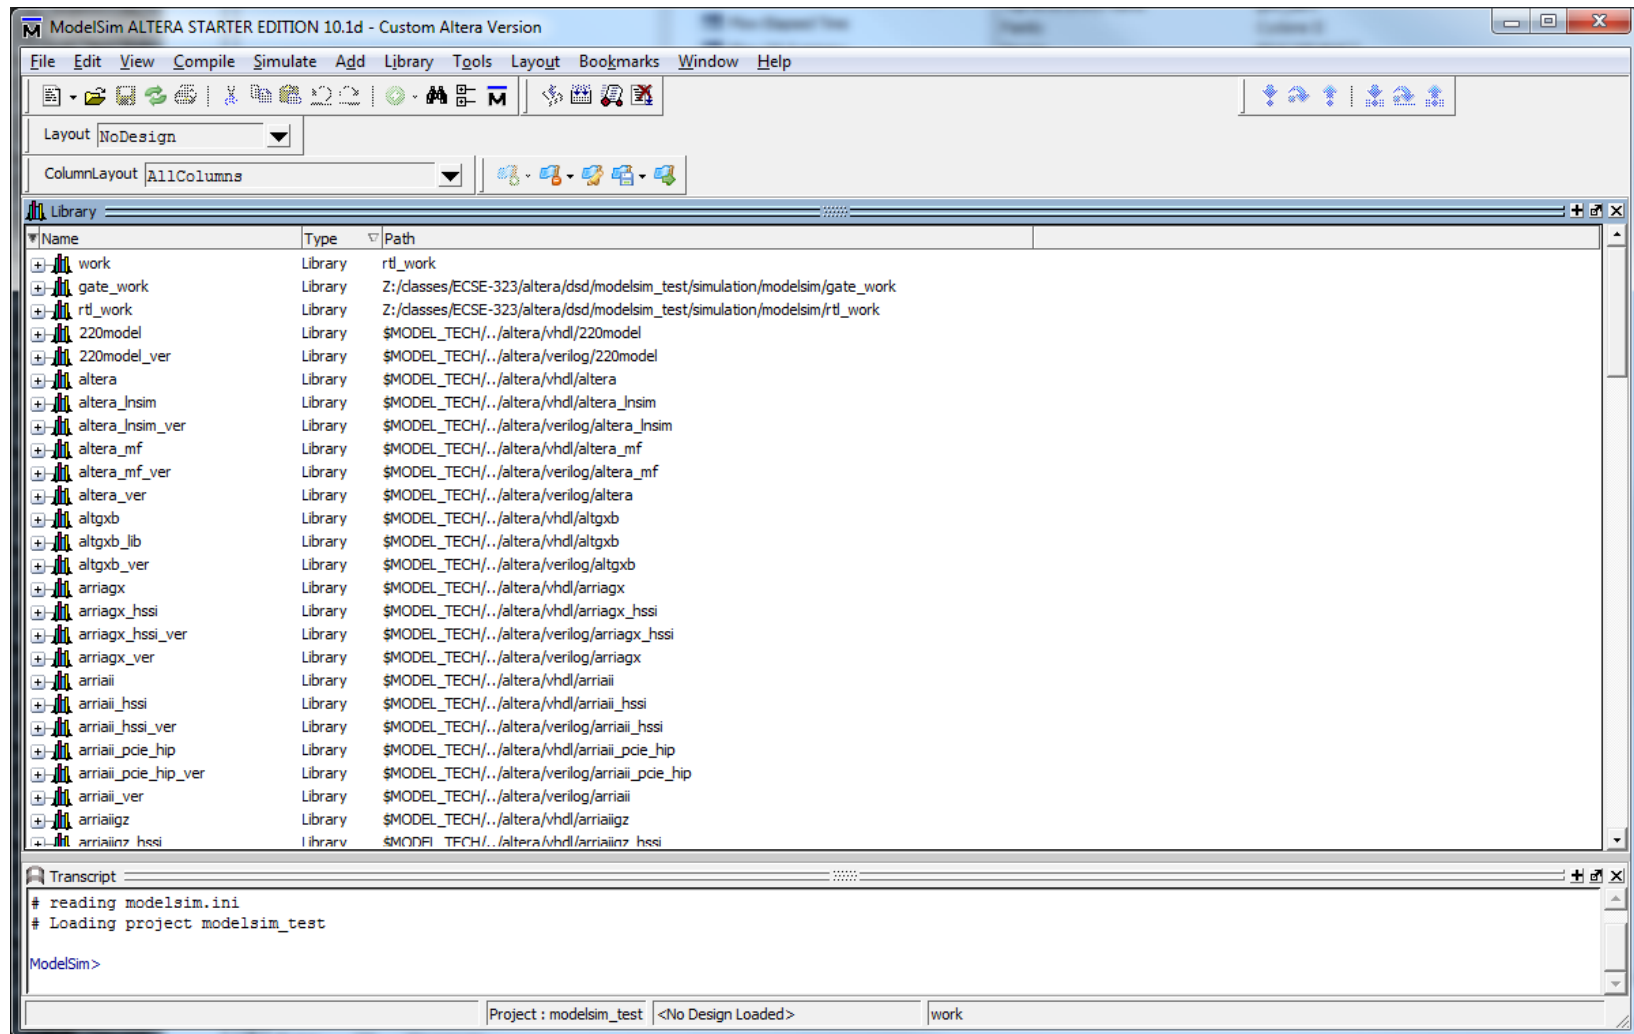 ModelSim ALTERA STARTER EDITION 10.1d - Custom Altera Version
File Edit View Compile Simulate Add Library Tools Layout Bookmarks Window Help
Layout NoDesign
ColumnLayout AllColumns
Library
Name Type Path
work Library rtl_work
gate_work Library Z:/classes/ECSE-323/altera/dsd/modelsim_test/simulation/modelsim/gate_work
rtl_work Library Z:/classes/ECSE-323/altera/dsd/modelsim_test/simulation/modelsim/rtl_work
220model Library $MODEL_TECH/../altera/vhdl/220model
220model_ver Library $MODEL_TECH/../altera/verilog/220model
altera Library $MODEL_TECH/../altera/vhdl/altera
altera_lnsim Library $MODEL_TECH/../altera/vhdl/altera_lnsim
altera_lnsim_ver Library $MODEL_TECH/../altera/verilog/altera_lnsim
altera_mf Library $MODEL_TECH/../altera/vhdl/altera_mf
altera_mf_ver Library $MODEL_TECH/../altera/verilog/altera_mf
altera_ver Library $MODEL_TECH/../altera/verilog/altera
altgxb Library $MODEL_TECH/../altera/vhdl/altgxb
altgxb_lib Library $MODEL_TECH/../altera/vhdl/altgxb
altgxb_ver Library $MODEL_TECH/../altera/verilog/altgxb
arriagx Library $MODEL_TECH/../altera/vhdl/arriagx
arriagx_hssi Library $MODEL_TECH/../altera/vhdl/arriagx_hssi
arriagx_hssi_ver Library $MODEL_TECH/../altera/verilog/arriagx_hssi
arriagx_ver Library $MODEL_TECH/../altera/verilog/arriagx
arriaii Library $MODEL_TECH/../altera/vhdl/arriaii
arriaii_hssi Library $MODEL_TECH/../altera/vhdl/arriaii_hssi
arriaii_hssi_ver Library $MODEL_TECH/../altera/verilog/arriaii_hssi
arriaii_pcie_hip Library $MODEL_TECH/../altera/vhdl/arriaii_pcie_hip
arriaii_pcie_hip_ver Library $MODEL_TECH/../altera/verilog/arriaii_pcie_hip
arriaii_ver Library $MODEL_TECH/../altera/verilog/arriaii
arriaiigz Library $MODEL_TECH/../altera/vhdl/arriaiigz
arriaiigz_hssi Library $MODEL_TECH/../altera/vhdl/arriaiigz_hssi
Transcript
# reading modelsim.ini
# Loading project modelsim_test
ModelSim>
Project : modelsim_test <No Design Loaded> work